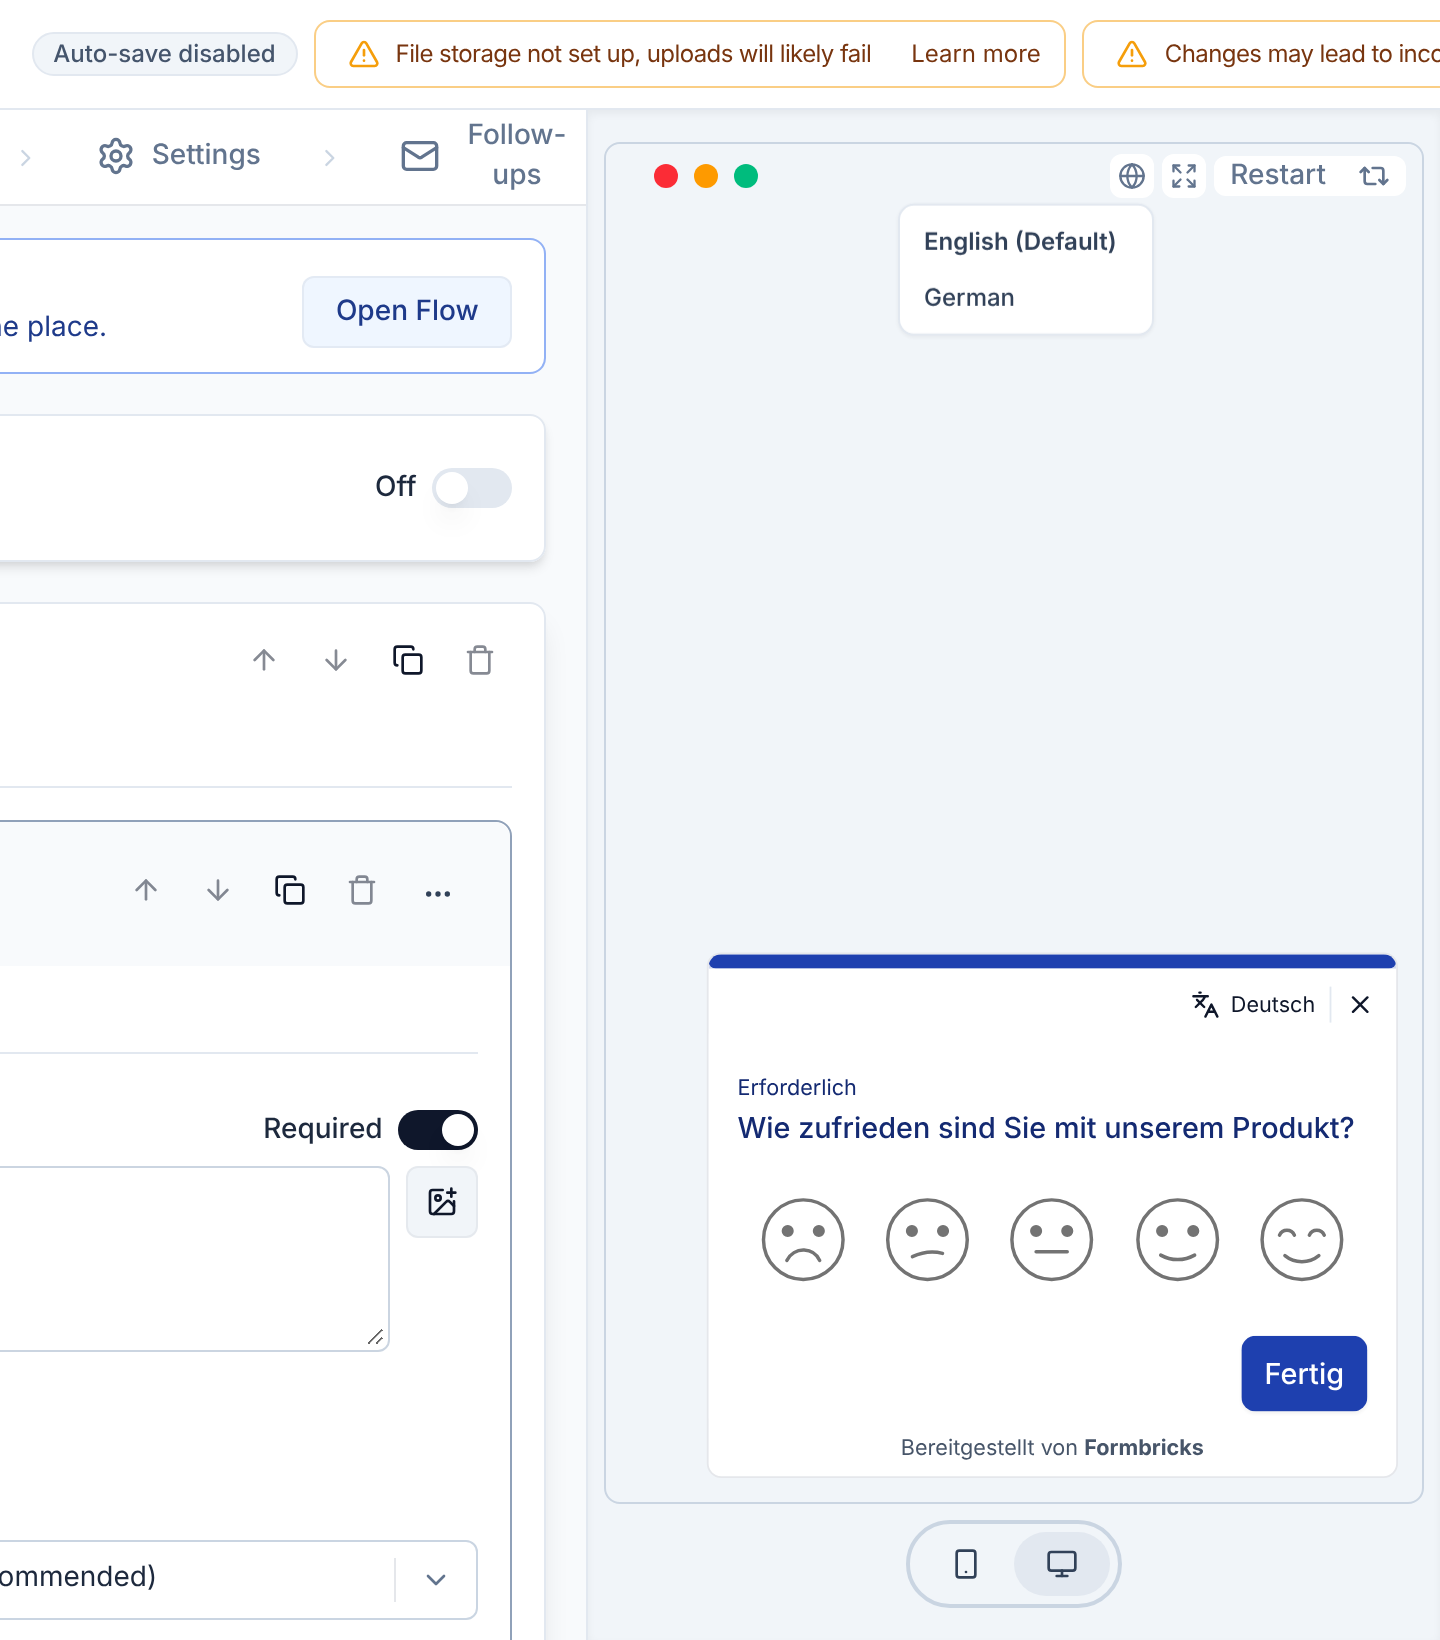 Auto-save disabled
File storage not set up, uploads will likely fail
Learn more
Changes may lead to
Settings
Follow-
ups
Restart
English (Default)
German
place.
Open Flow
Off
Required
Deutsch
Erforderlich
Wie zufrieden sind Sie mit unserem Produkt?
Fertig
Bereitgestellt von Formbricks